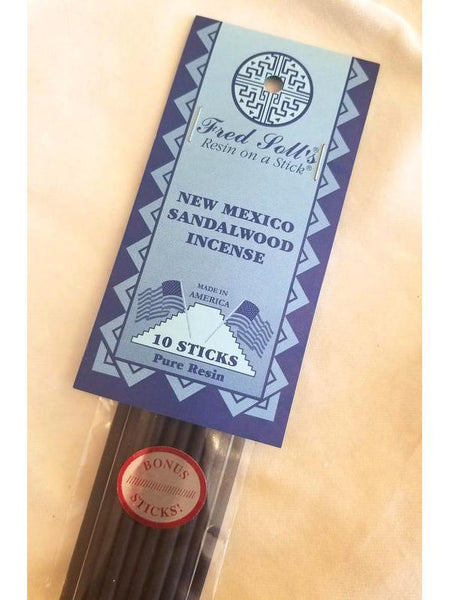 Fred Soll's®
Resin on a Stick®
NEW MEXICO
SANDALWOOD
INCENSE
MADE IN
AMERICA
10 STICKS
Pure Resin
BONUS
STICKS!